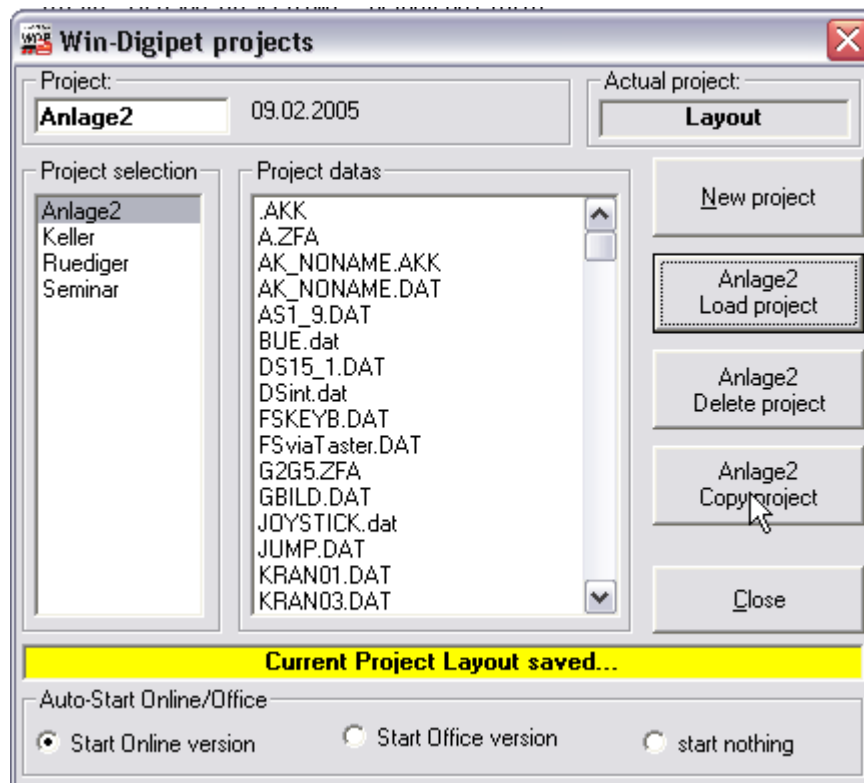 Win-Digipet projects
Project:
Anlage2
09.02.2005
Actual project:
Layout
Project selection
Anlage2
Keller
Ruediger
Seminar
Project datas
.AKK
A.ZFA
AK_NONAME.AKK
AK_NONAME.DAT
AS1_9.DAT
BUE.dat
DS15_1.DAT
DSint.dat
FSKEYB.DAT
FSviaTaster.DAT
G2G5.ZFA
GBILD.DAT
JOYSTICK.dat
JUMP.DAT
KRAN01.DAT
KRAN03.DAT
New project
Anlage2
Load project
Anlage2
Delete project
Anlage2
Copy project
Close
Current Project Layout saved...
Auto-Start Online/Office
Start Online version
Start Office version
start nothing